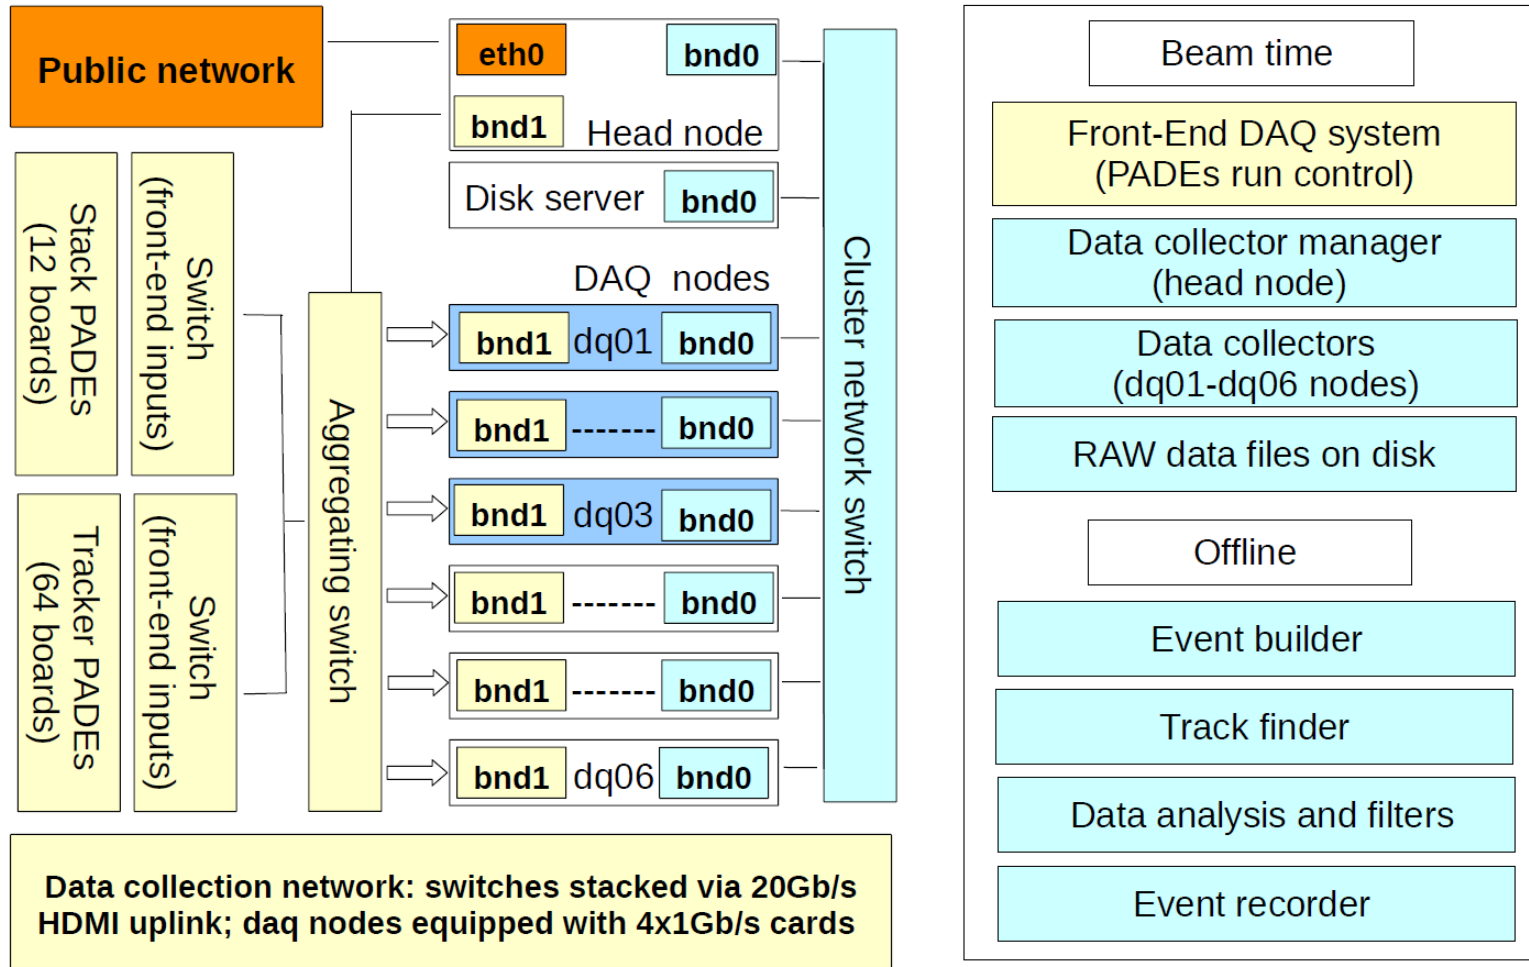 Public network
eth0
bnd0
bnd1
Head node
Disk server
bnd0
Stack PADEs
(12 boards)
Switch
(front-end inputs)
Tracker PADEs
(64 boards)
Switch
(front-end inputs)
Aggregating switch
DAQ nodes
bnd1 dq01 bnd0
bnd1 ------- bnd0
bnd1 dq03 bnd0
bnd1 ------- bnd0
bnd1 ------- bnd0
bnd1 dq06 bnd0
Cluster network switch
Data collection network: switches stacked via 20Gb/s
HDMI uplink; daq nodes equipped with 4x1Gb/s cards
Beam time
Front-End DAQ system
(PADEs run control)
Data collector manager
(head node)
Data collectors
(dq01-dq06 nodes)
RAW data files on disk
Offline
Event builder
Track finder
Data analysis and filters
Event recorder